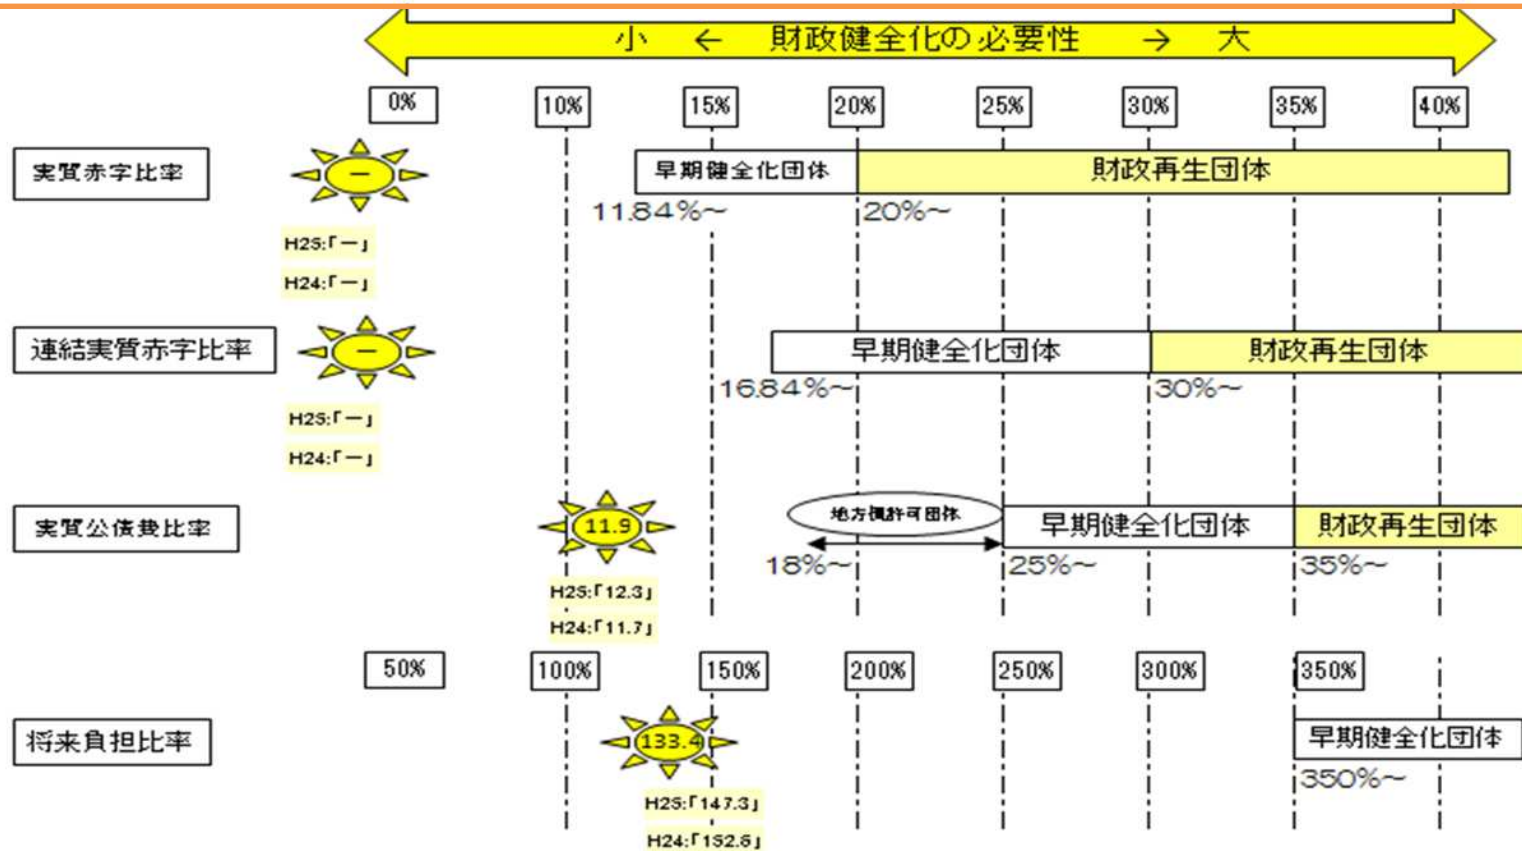 小 ← 財政健全化の必要性 → 大
0% 10% 15% 20% 25% 30% 35% 40%
実質赤字比率 － 早期健全化団体 財政再生団体
11.84%～ 20%～
H25:「－」
H24:「－」
連結実質赤字比率 － 早期健全化団体 財政再生団体
16.84%～ 30%～
H25:「－」
H24:「－」
実質公債費比率 11.9 地方債許可団体 早期健全化団体 財政再生団体
18%～ 25%～ 35%～
H25:「12.3」
H24:「11.7」
50% 100% 150% 200% 250% 300% 350%
将来負担比率 133.4 早期健全化団体
350%～
H25:「147.3」
H24:「152.6」